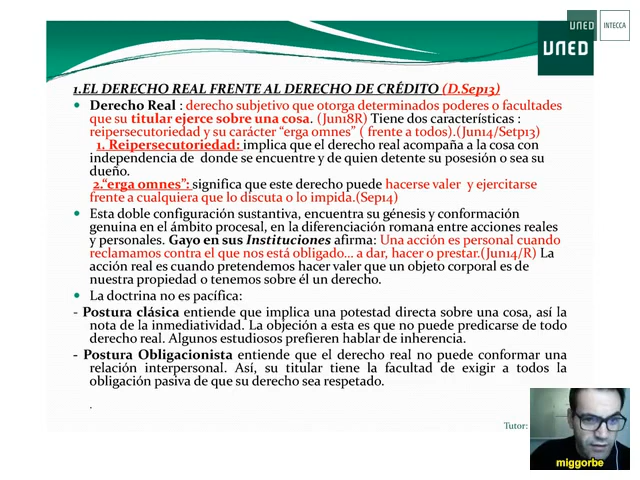 UNED
INTECCA
UNED
1.EL DERECHO REAL FRENTE AL DERECHO DE CRÉDITO (D.Sep13)
Derecho Real : derecho subjetivo que otorga determinados poderes o facultades
que su titular ejerce sobre una cosa. (Jun18R) Tiene dos características :
reipersecutoriedad y su carácter “erga omnes” ( frente a todos).(Jun14/Setp13)
1. Reipersecutoriedad: implica que el derecho real acompaña a la cosa con
independencia de donde se encuentre y de quien detente su posesión o sea su
dueño.
2.“erga omnes”: significa que este derecho puede hacerse valer y ejercitarse
frente a cualquiera que lo discuta o lo impida.(Sep14)
Esta doble configuración sustantiva, encuentra su génesis y conformación
genuina en el ámbito procesal, en la diferenciación romana entre acciones reales
y personales. Gayo en sus Instituciones afirma: Una acción es personal cuando
reclamamos contra el que nos está obligado... a dar, hacer o prestar.(Jun14/R) La
acción real es cuando pretendemos hacer valer que un objeto corporal es de
nuestra propiedad o tenemos sobre él un derecho.
La doctrina no es pacífica:
- Postura clásica entiende que implica una potestad directa sobre una cosa, así la
nota de la inmediatividad. La objeción a esta es que no puede predicarse de todo
derecho real. Algunos estudiosos prefieren hablar de inherencia.
- Postura Obligacionista entiende que el derecho real no puede conformar una
relación interpersonal. Así, su titular tiene la facultad de exigir a todos la
obligación pasiva de que su derecho sea respetado.
.
Tutor:
miggorbe